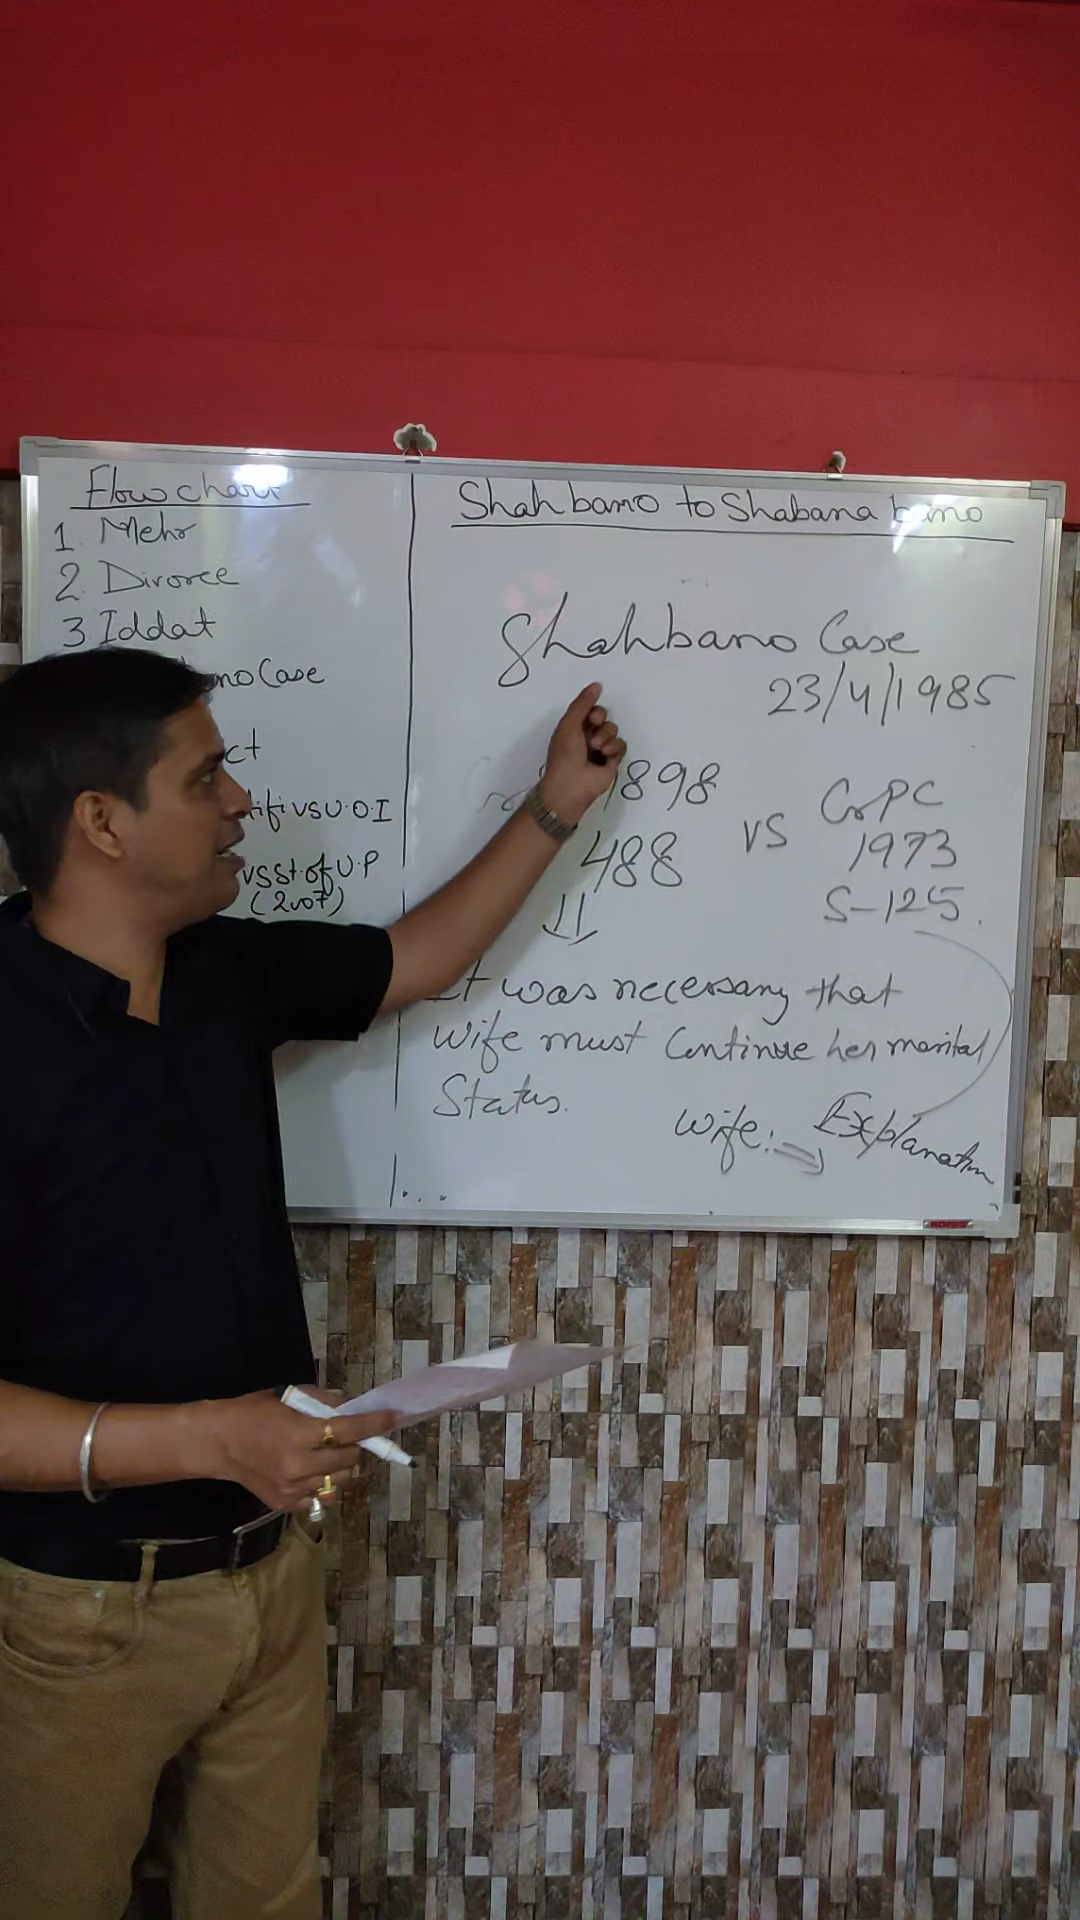 Flow chart
1. Mehr
2. Divorce
3. Iddat
no Case
ct
tifi vs U.O.I
vs St. of U.P
(2007)
Shahbano to Shabana bano
Shahbano Case
23/4/1985
1898
VS
CrPC
488
1973
S-125.
It was necessary that
wife must Continue her marital
Status.
wife: Explanation